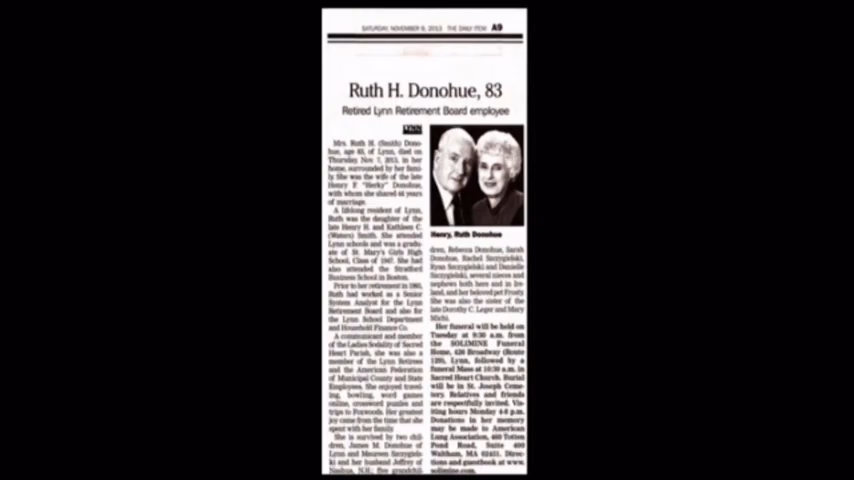 SATURDAY, NOVEMBER 9, 2013 THE DAILY ITEM A9
Ruth H. Donohue, 83
Retired Lynn Retirement Board employee
LYNN
Mrs. Ruth H. (Smith) Dono-
hue, age 83, of Lynn, died on
Thursday, Nov 7, 2013, in her
home, surrounded by her fami-
ly. She was the wife of the late
Henry F. "Herky" Donohue,
with whom she shared 44 years
of marriage.
A lifelong resident of Lynn,
Ruth was the daughter of the
late Henry H. and Kathleen C.
(Waters) Smith. She attended
Lynn schools and was a gradu-
ate of St. Mary's Girls High
School, Class of 1947. She had
also attended the Stratford
Business School in Boston.
Prior to her retirement in
Ruth had worked as a Senior
System Analyst for the Lynn
Retirement Board and also for
the Lynn School Department
and Household Finance Co.
A communicant and member
of the Ladies Sodality of Sacred
Heart Parish, she was also a
member of the Lynn Retirees
and the American Federation
of Municipal County and State
Employees. She enjoyed travel-
ing, bowling, word games
online, crossword puzzles and
trips to Foxwoods. Her greatest
joy came from the time that she
spent with her family.
She is survived by two chil-
dren, James M. Donohue of
Lynn and Maureen Szczygiels-
ki and her husband Jeffrey of
Nashua, N.H.; five grandchil-
Henry, Ruth Donohue
dren, Rebecca Donohue, Sarah
Donohue, Rachel Szczygielski,
Ryan Szczygielski and Danielle
Szczygielski, several nieces and
nephews both here and in Ire-
land, and her beloved pet Frosty.
She was also the sister of the
late Dorothy C. Leger and Mary
Michi.
Her funeral will be held on
Tuesday at 9:30 a.m. from
the SOLIMINE Funeral
Home, 426 Broadway (Route
129), Lynn, followed by a
funeral Mass at 10:30 a.m. in
Sacred Heart Church. Burial
will be in St. Joseph Ceme-
tery. Relatives and friends
are respectfully invited. Vis-
iting hours Monday 4-8 p.m.
Donations in her memory
may be made to American
Lung Association, 460 Totten
Pond Road, Suite 400
Waltham, MA 02451. Direc-
tions and guestbook at www.
solimine.com.